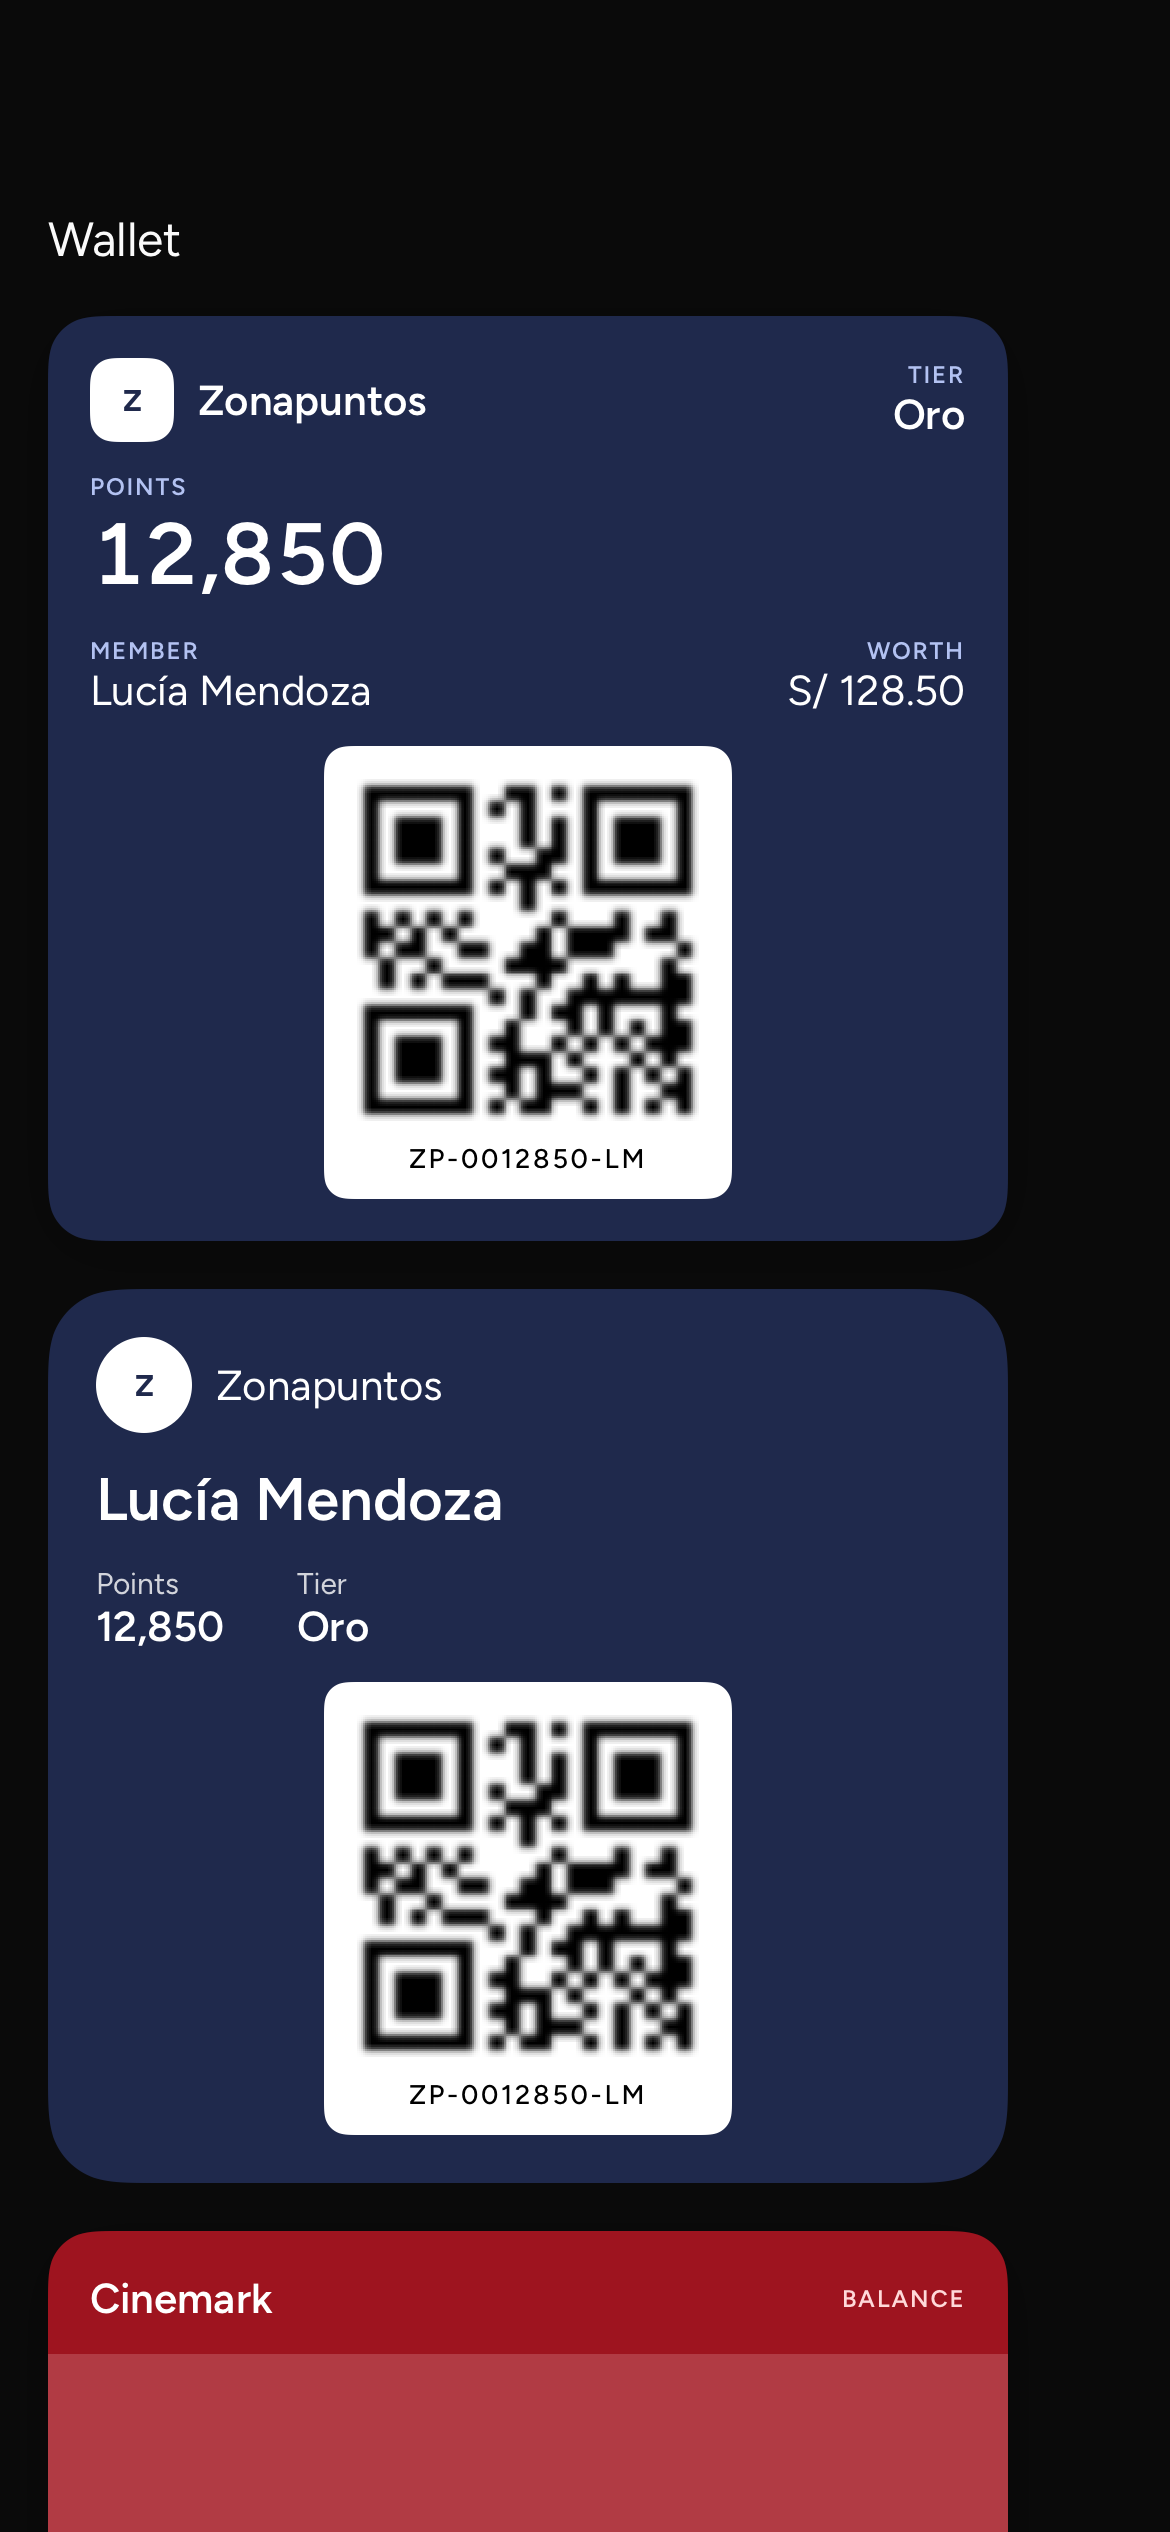 Wallet
Z Zonapuntos
TIER
Oro
POINTS
12,850
MEMBER
Lucía Mendoza
WORTH
S/ 128.50
ZP-0012850-LM
Z Zonapuntos
Lucía Mendoza
Points Tier
12,850 Oro
ZP-0012850-LM
Cinemark BALANCE